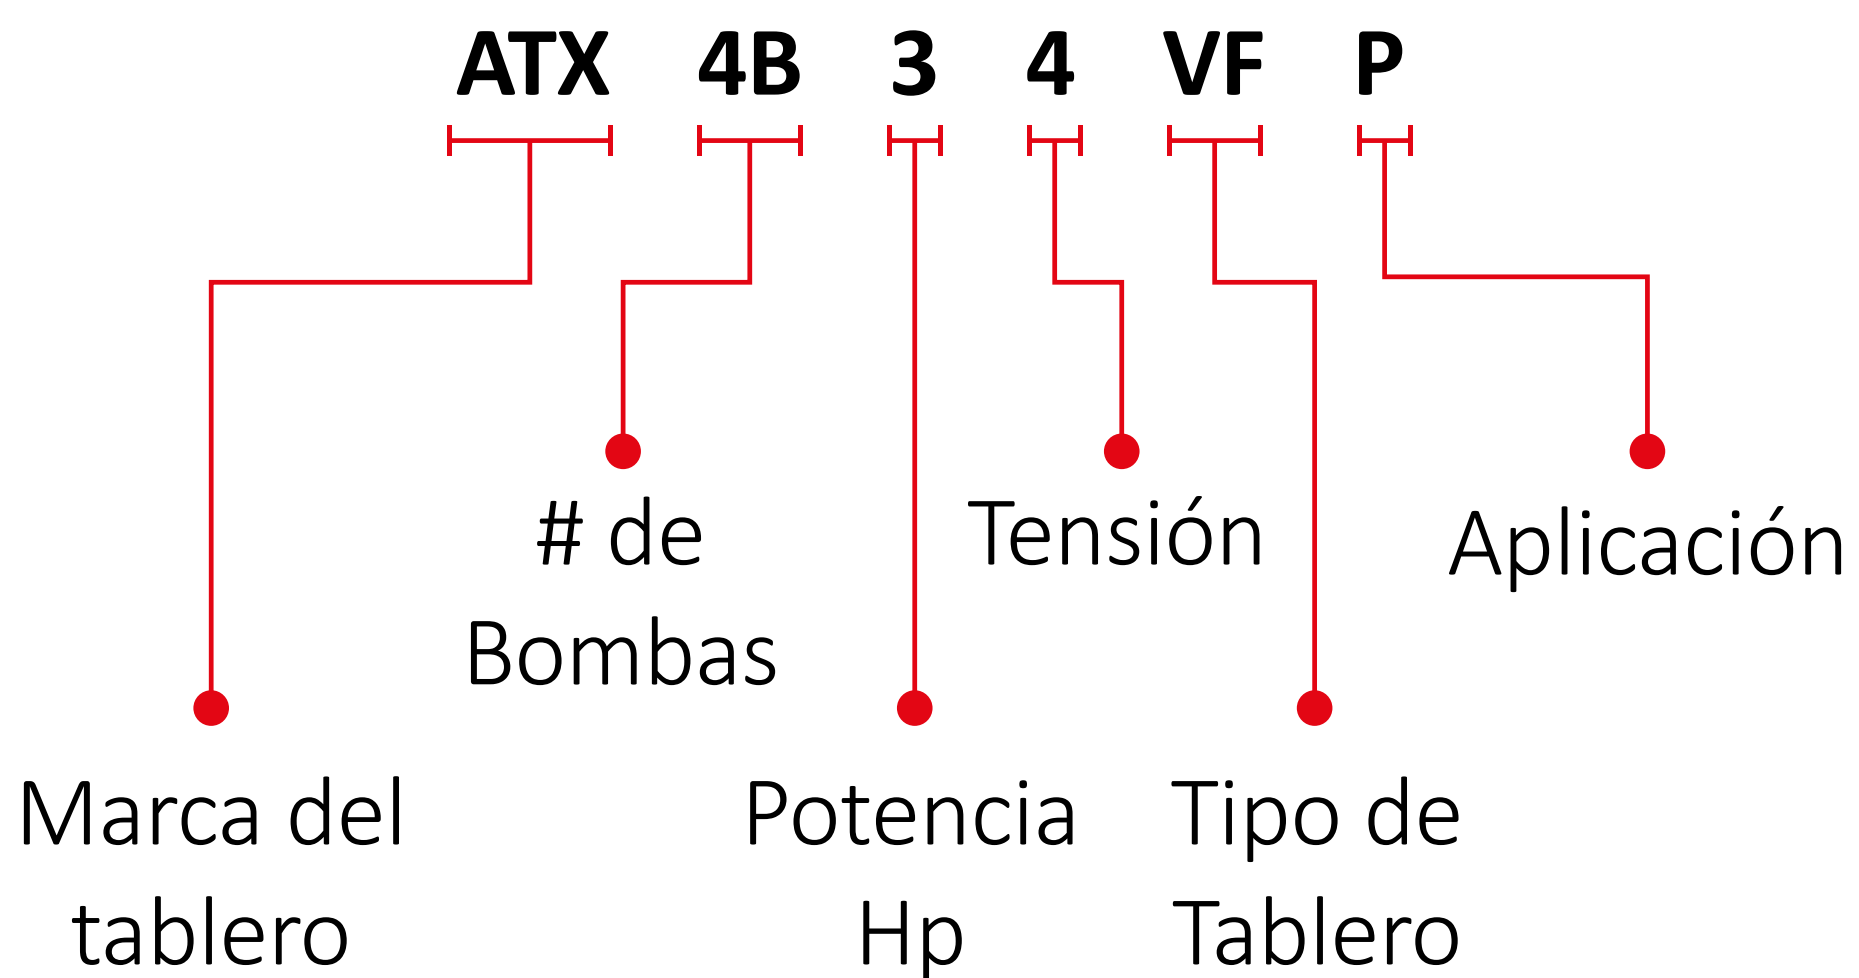 ATX 4B 3 4 VF P
# de
Bombas
Tensión
Aplicación
Marca del
tablero
Potencia
Hp
Tipo de
Tablero